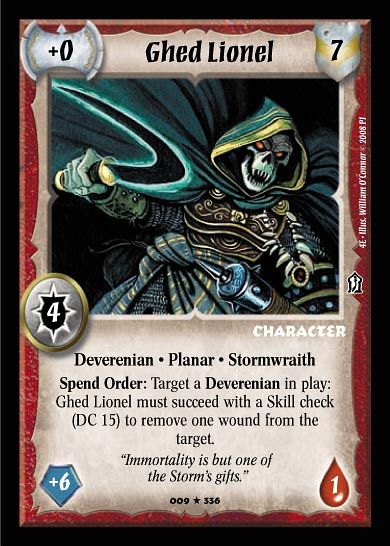 +0
Ghed Lionel
7
4E • Illus. William O'Connor © 2008 P1
4
CHARACTER
Deverenian • Planar • Stormwraith
Spend Order: Target a Deverenian in play:
Ghed Lionel must succeed with a Skill check
(DC 15) to remove one wound from the
target.
"Immortality is but one of
the Storm's gifts."
+6
1
009 ★ 336